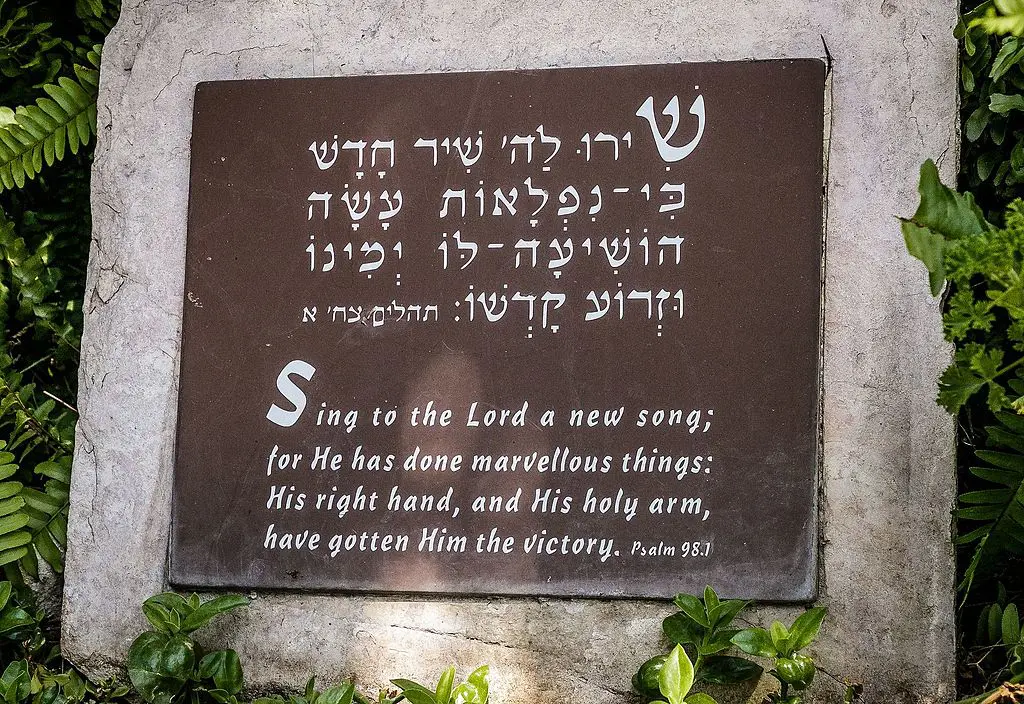 שִׁירוּ לַה׳ שִׁיר חָדָשׁ
כִּי-נִפְלָאוֹת עָשָׂה
הוֹשִׁיעָה-לּוֹ יְמִינוֹ
וּזְרוֹעַ קָדְשׁוֹ: תהלים צח׳ א
Sing to the Lord a new song;
for He has done marvellous things:
His right hand, and His holy arm,
have gotten Him the victory. Psalm 98.1